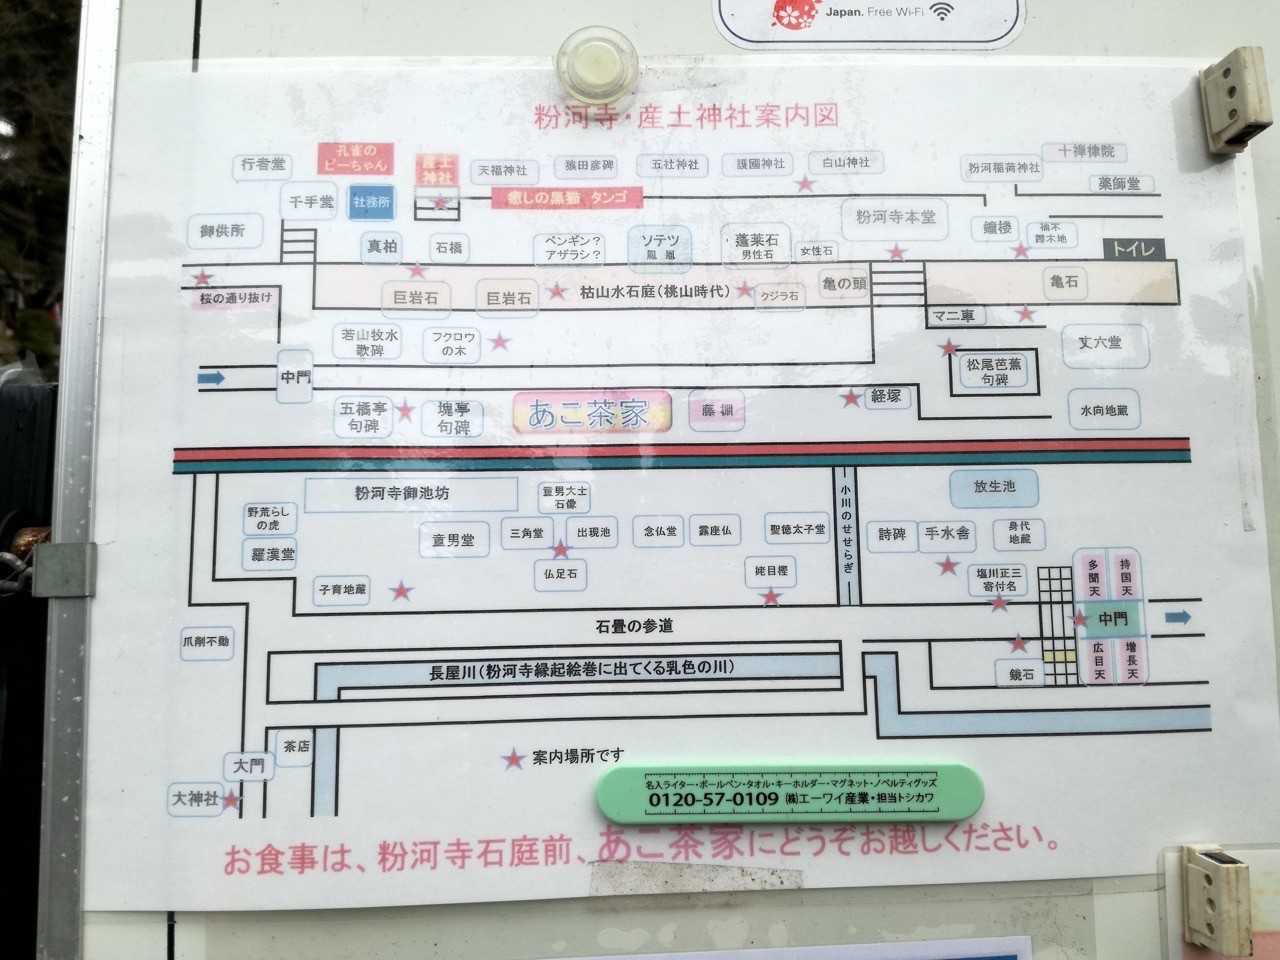 Japan. Free Wi-Fi
粉河寺・産土神社案内図
行者堂
孔雀の
ピーちゃん
産土
神社
天福神社
猿田彦碑
五社神社
護國神社
白山神社
粉河稲荷神社
十禅律院
薬師堂
千手堂
社務所
癒しの黒猫 タンゴ
御供所
真柏
石橋
ペンギン?
アザラシ?
ソテツ
鳳凰
蓬莱石
男性石
女性石
粉河寺本堂
鐘楼
トイレ
桜の通り抜け
巨岩石
巨岩石
枯山水石庭(桃山時代)
クジラ石
亀の頭
亀石
若山牧水
歌碑
フクロウ
の木
マニ車
丈六堂
中門
松尾芭蕉
句碑
五橘亭
句碑
塊亭
句碑
あこ茶家
藤棚
経塚
水向地蔵
粉河寺御池坊
童男大士
石像
小川のせせらぎ
放生池
野荒らし
の虎
羅漢堂
童男堂
三角堂
出現池
念仏堂
露座仏
聖徳太子堂
詩碑
手水舎
身代
地蔵
仏足石
子育地蔵
塩川正三
寄付名
多聞天
持国天
中門
広目天
増長天
石畳の参道
爪削不動
長屋川(粉河寺縁起絵巻に出てくる乳色の川)
鏡石
茶店
大門
大神社
案内場所です
名入ライター・ボールペン・タオル・キーホルダー・マグネット・ノベルティグッズ
0120-57-0109 ㈱エーワイ産業・担当トシカワ
お食事は、粉河寺石庭前、あこ茶家にどうぞお越しください。